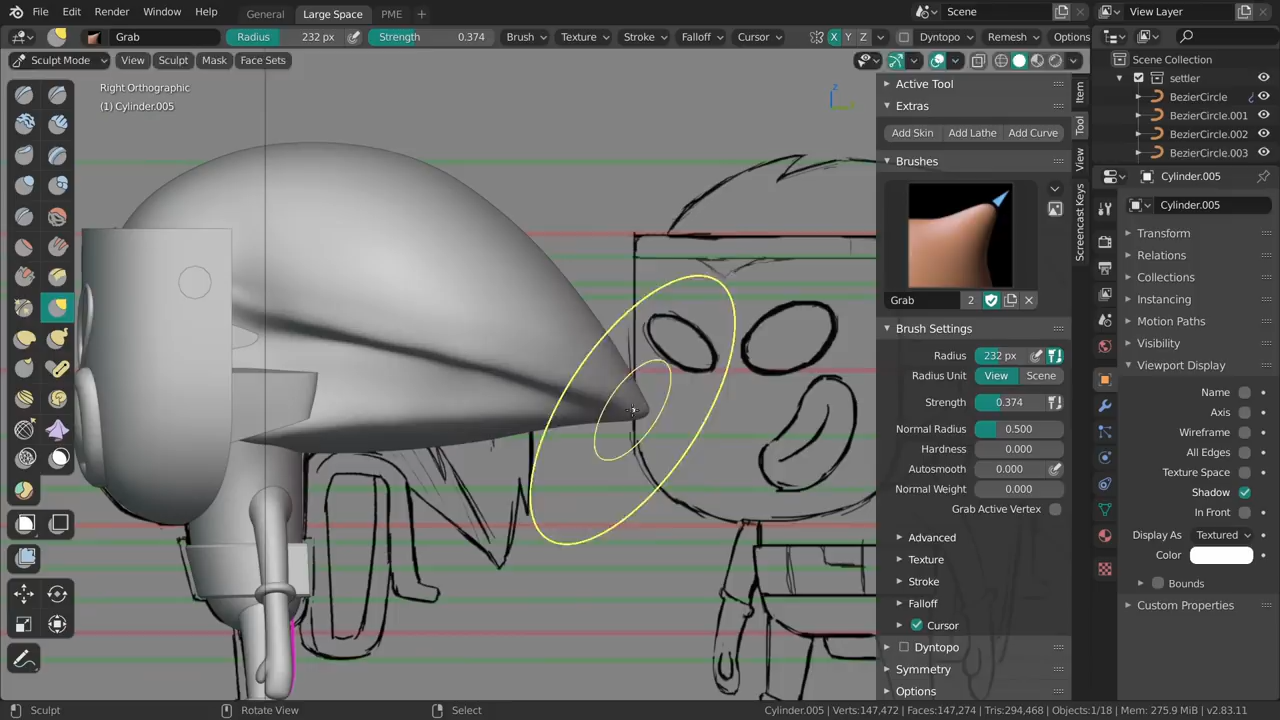 File Edit Render Window Help General Large Space PME + Scene View Layer
Grab Radius 232 px Strength 0.374 Brush Texture Stroke Falloff Cursor X Y Z Dyntopo Remesh Options
Sculpt Mode View Sculpt Mask Face Sets
Right Orthographic
(1) Cylinder.005
z
Active Tool
Extras
Add Skin Add Lathe Add Curve
Brushes
Grab 2
Brush Settings
Radius 232 px
Radius Unit View Scene
Strength 0.374
Normal Radius 0.500
Hardness 0.000
Autosmooth 0.000
Normal Weight 0.000
Grab Active Vertex
Advanced
Texture
Stroke
Falloff
Cursor
Dyntopo
Symmetry
Options
Item
Tool
View
Screencast Keys
Scene Collection
settler
BezierCircle
BezierCircle.001
BezierCircle.002
BezierCircle.003
Cylinder.005
Cylinder.005
Transform
Relations
Collections
Instancing
Motion Paths
Visibility
Viewport Display
Name
Axis
Wireframe
All Edges
Texture Space
Shadow
In Front
Display As Textured
Color
Bounds
Custom Properties
Sculpt Rotate View Select Cylinder.005 | Verts:147,472 | Faces:147,274 | Tris:294,468 | Objects:1/18 | Mem: 275.9 MiB | v2.83.11